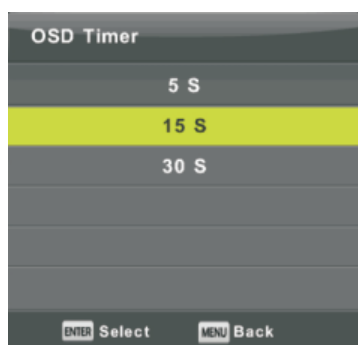 OSD Timer
5 S
15 S
30 S
ENTER Select MENU Back